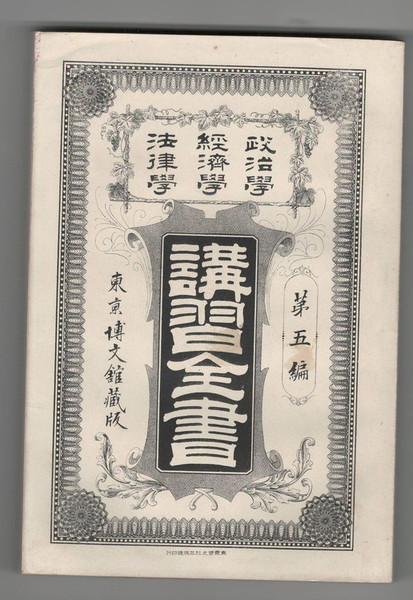 政治學
經濟學
法律學
第五編
講習全書
東京博文館藏版